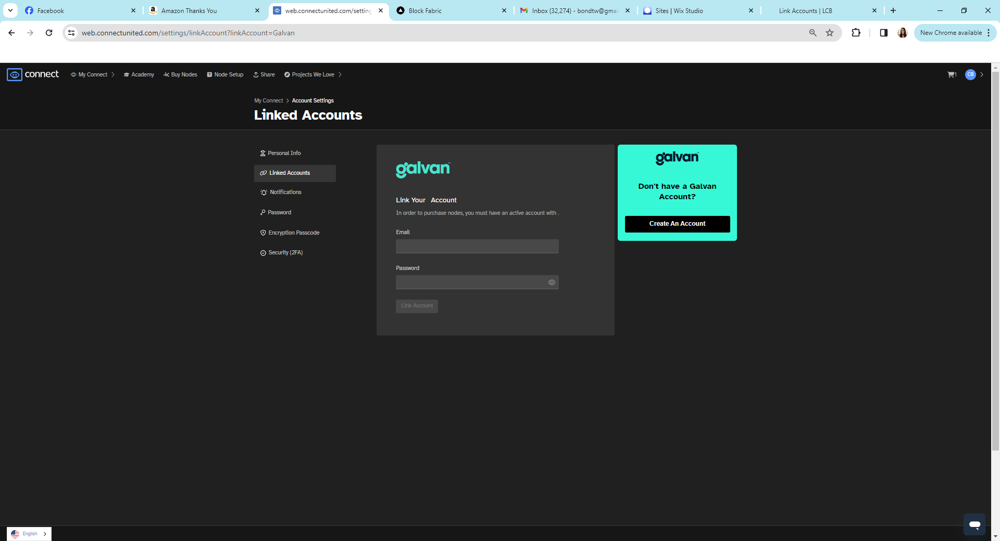 Facebook
Amazon Thanks You
web.connectunited.com/setting
Block Fabric
Inbox (32,274) - bondtw@gmai
Sites | Wix Studio
Link Accounts | LCB
web.connectunited.com/settings/linkAccount?linkAccount=Galvan
New Chrome available
connect
My Connect
Academy
Buy Nodes
Node Setup
Share
Projects We Love
1
CB
My Connect > Account Settings
Linked Accounts
Personal Info
Linked Accounts
Notifications
Password
Encryption Passcode
Security (2FA)
galvan™
Link Your Account
In order to purchase nodes, you must have an active account with .
Email
Password
Link Account
galvan™
Don't have a Galvan
Account?
Create An Account
English